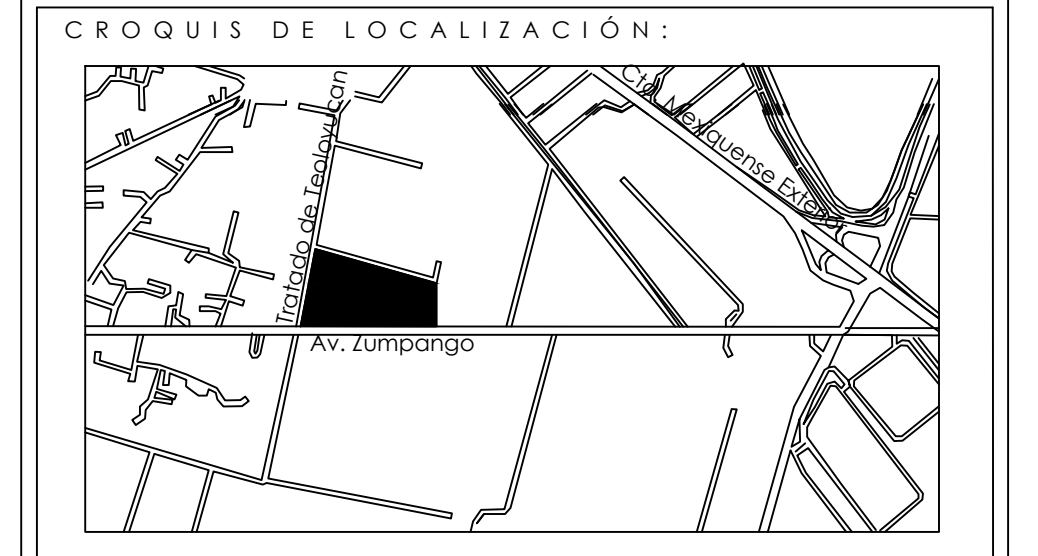 CROQUIS DE LOCALIZACIÓN:
Cto. Mexiquense Exterior
Tratado de Teoloyucan
Av. Zumpango